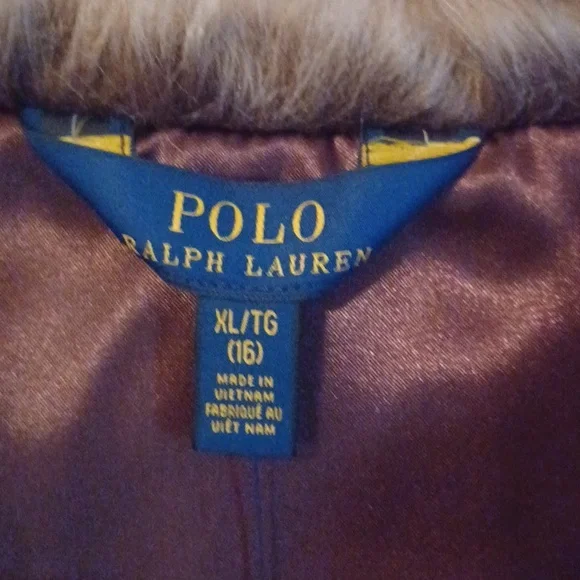 POLO
RALPH LAUREN
XL/TG
(16)
MADE IN
VIETNAM
FABRIQUÉ AU
VIÊT NAM